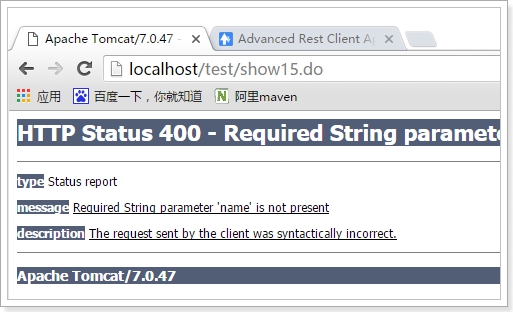 Apache Tomcat/7.0.47 -
Advanced Rest Client Ap
localhost/test/show15.do
应用 百度一下，你就知道 阿里maven
HTTP Status 400 - Required String paramete
type Status report
message Required String parameter 'name' is not present
description The request sent by the client was syntactically incorrect.
Apache Tomcat/7.0.47